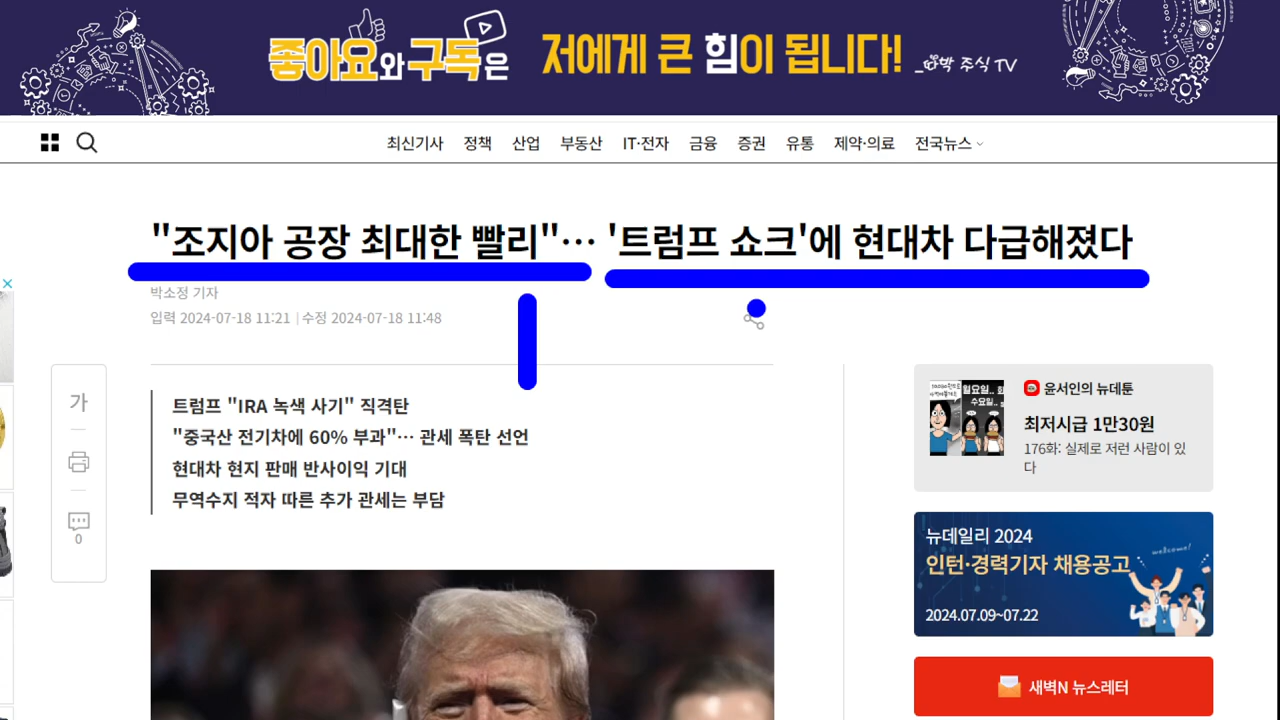 좋아요와 구독은 저에게 큰 힘이 됩니다!
박 주식 TV
최신기사 정책 산업 부동산 IT·전자 금융 증권 유통 제약·의료 전국뉴스
"조지아 공장 최대한 빨리"… '트럼프 쇼크'에 현대차 다급해졌다
박소정 기자
입력 2024-07-18 11:21 | 수정 2024-07-18 11:48
가
0
트럼프 "IRA 녹색 사기" 직격탄
"중국산 전기차에 60% 부과"… 관세 폭탄 선언
현대차 현지 판매 반사이익 기대
무역수지 적자 따른 추가 관세는 부담
윤서인의 뉴데툰
최저시급 1만30원
176화: 실제로 저런 사람이 있
다
월요일.. 화
수요일..
뉴데일리 2024
인턴·경력기자 채용공고
welcome!
2024.07.09~07.22
새벽N 뉴스레터